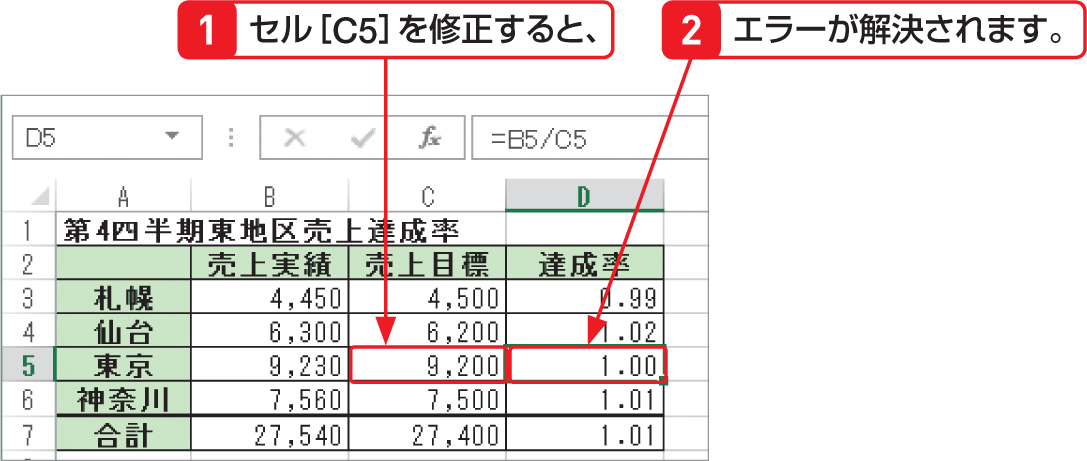 1 セル[C5]を修正すると、 2 エラーが解決されます。
D5 fx =B5/C5
A B C D
1 第4四半期東地区売上達成率
2 売上実績 売上目標 達成率
3 札幌 4,450 4,500 0.99
4 仙台 6,300 6,200 1.02
5 東京 9,230 9,200 1.00
6 神奈川 7,560 7,500 1.01
7 合計 27,540 27,400 1.01